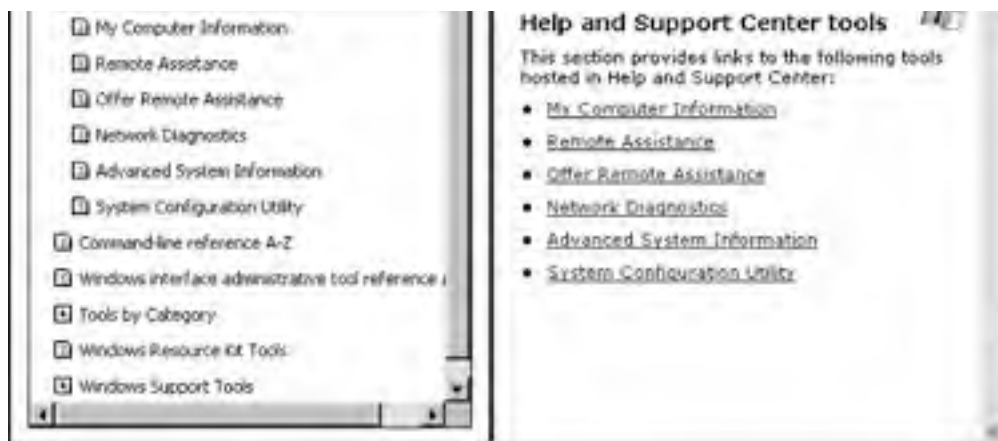 My Computer Information
Remote Assistance
Offer Remote Assistance
Network Diagnostics
Advanced System Information
System Configuration Utility
Command-line reference A-Z
Windows interface administrative tool reference
Tools by Category
Windows Resource Kit Tools
Windows Support Tools
Help and Support Center tools
This section provides links to the following tools
hosted in Help and Support Center:
My Computer Information
Remote Assistance
Offer Remote Assistance
Network Diagnostics
Advanced System Information
System Configuration Utility